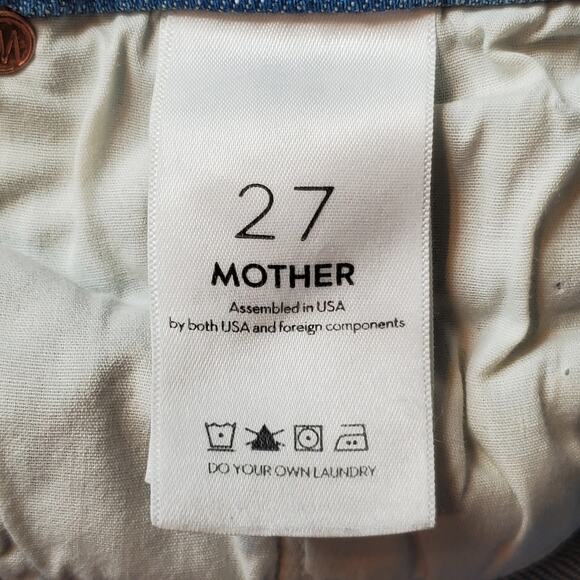 M
27
MOTHER
Assembled in USA
by both USA and foreign components
DO YOUR OWN LAUNDRY